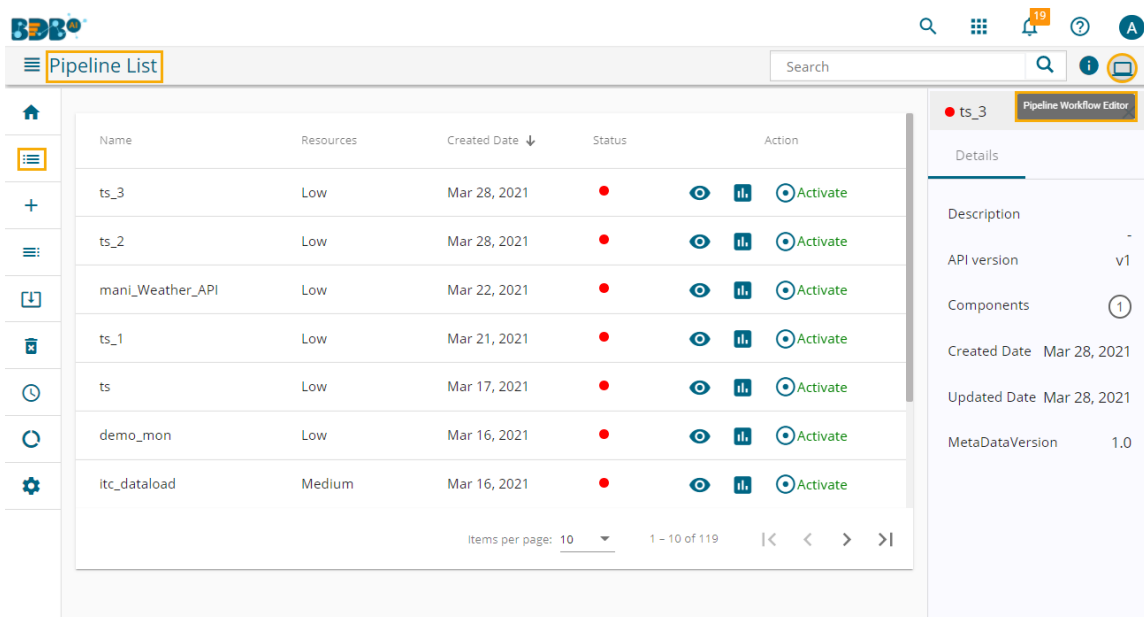 BDB AI
19
A
Pipeline List
Search
Pipeline Workflow Editor
ts_3
Details
Name Resources Created Date Status Action
ts_3 Low Mar 28, 2021 Activate
ts_2 Low Mar 28, 2021 Activate
mani_Weather_API Low Mar 22, 2021 Activate
ts_1 Low Mar 21, 2021 Activate
ts Low Mar 17, 2021 Activate
demo_mon Low Mar 16, 2021 Activate
itc_dataload Medium Mar 16, 2021 Activate
Items per page: 10 1 – 10 of 119
Description
-
API version v1
Components 1
Created Date Mar 28, 2021
Updated Date Mar 28, 2021
MetaDataVersion 1.0